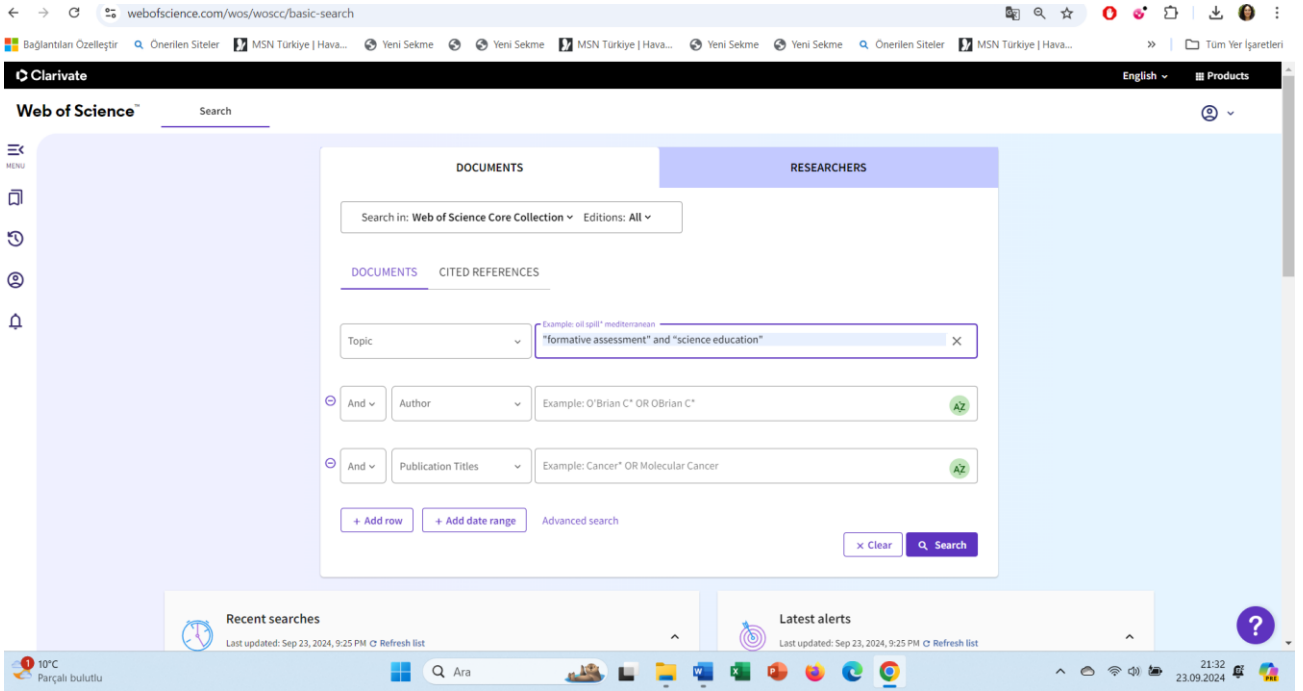 webofscience.com/wos/woscc/basic-search
Bağlantıları Özelleştir Önerilen Siteler MSN Türkiye | Hava... Yeni Sekme Yeni Sekme MSN Türkiye | Hava... Yeni Sekme Yeni Sekme Önerilen Siteler MSN Türkiye | Hava... » Tüm Yer İşaretleri
Clarivate English Products
Web of Science™ Search
MENU
DOCUMENTS RESEARCHERS
Search in: Web of Science Core Collection Editions: All
DOCUMENTS CITED REFERENCES
Example: oil spill* mediterranean
Topic "formative assessment" and “science education”
And Author Example: O'Brian C* OR OBrian C* AZ
And Publication Titles Example: Cancer* OR Molecular Cancer AZ
+ Add row + Add date range Advanced search
× Clear Search
Recent searches Latest alerts
Last updated: Sep 23, 2024, 9:25 PM Refresh list Last updated: Sep 23, 2024, 9:25 PM Refresh list
?
1 10°C Ara 21:32
Parçalı bulutlu 23.09.2024 PRE